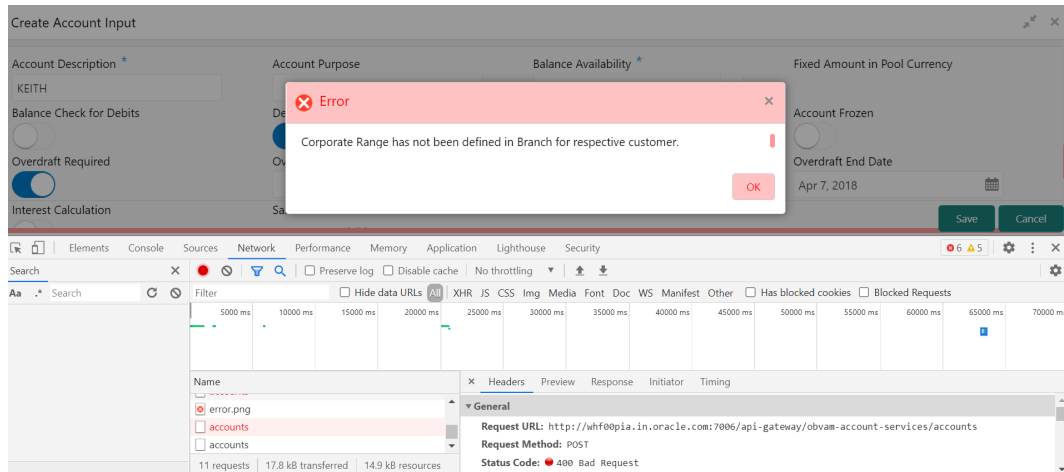 Create Account Input
Account Description *
Account Purpose
Balance Availability *
Fixed Amount in Pool Currency
KEITH
Error
Balance Check for Debits
De
Account Frozen
Corporate Range has not been defined in Branch for respective customer.
Overdraft Required
Ov
Overdraft End Date
OK
Apr 7, 2018
Interest Calculation
Sa
Save
Cancel
Elements Console Sources Network Performance Memory Application Lighthouse Security
6 5
Search
Preserve log Disable cache No throttling
Aa .* Search
Filter
Hide data URLs All XHR JS CSS Img Media Font Doc WS Manifest Other Has blocked cookies Blocked Requests
5000 ms 10000 ms 15000 ms 20000 ms 25000 ms 30000 ms 35000 ms 40000 ms 45000 ms 50000 ms 55000 ms 60000 ms 65000 ms 70000 m
Name
Headers Preview Response Initiator Timing
error.png
General
accounts
Request URL: http://whf00pia.in.oracle.com:7006/api-gateway/obvam-account-services/accounts
accounts
Request Method: POST
11 requests 17.8 kB transferred 14.9 kB resources
Status Code: 400 Bad Request